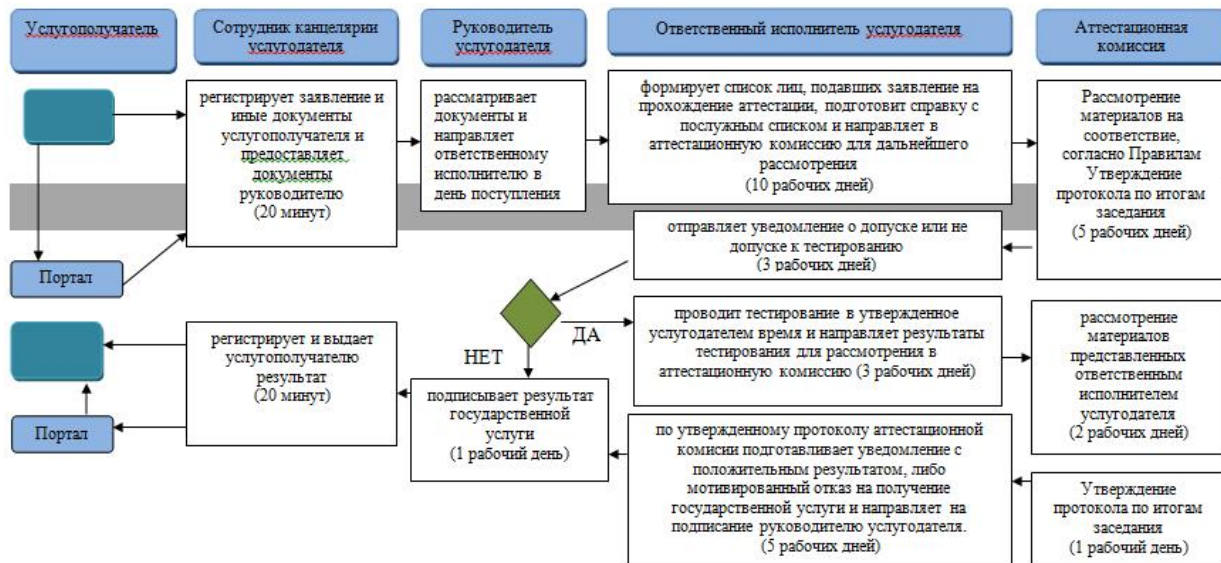 Услугополучатель
Сотрудник канцелярии
услугодателя
Руководитель
услугодателя
Ответственный исполнитель услугодателя
Аттестационная
комиссия
регистрирует заявление и
иные документы
услугополучателя и
предоставляет
документы
руководителю
(20 минут)
рассматривает
документы и
направляет
ответственному
исполнителю в
день поступления
формирует список лиц, подавших заявление на
прохождение аттестации, подготовит справку с
послужным списком и направляет в
аттестационную комиссию для дальнейшего
рассмотрения
(10 рабочих дней)
Рассмотрение
материалов на
соответствие,
согласно Правилам
Утверждение
протокола по итогам
заседания
(5 рабочих дней)
отправляет уведомление о допуске или не
допуске к тестированию
(3 рабочих дней)
Портал
ДА
НЕТ
проводит тестирование в утвержденное
услугодателем время и направляет результаты
тестирования для рассмотрения в
аттестационную комиссию (3 рабочих дней)
рассмотрение
материалов
представленных
ответственным
исполнителем
услугодателя
(2 рабочих дней)
регистрирует и выдает
услугополучателю
результат
(20 минут)
Портал
подписывает результат
государственной
услуги
(1 рабочий день)
по утвержденному протоколу аттестационной
комисии подготавливает уведомление с
положительным результатом, либо
мотивированный отказ на получение
государственной услуги и направляет на
подписание руководителю услугодателя.
(5 рабочих дней)
Утверждение
протокола по итогам
заседания
(1 рабочий день)